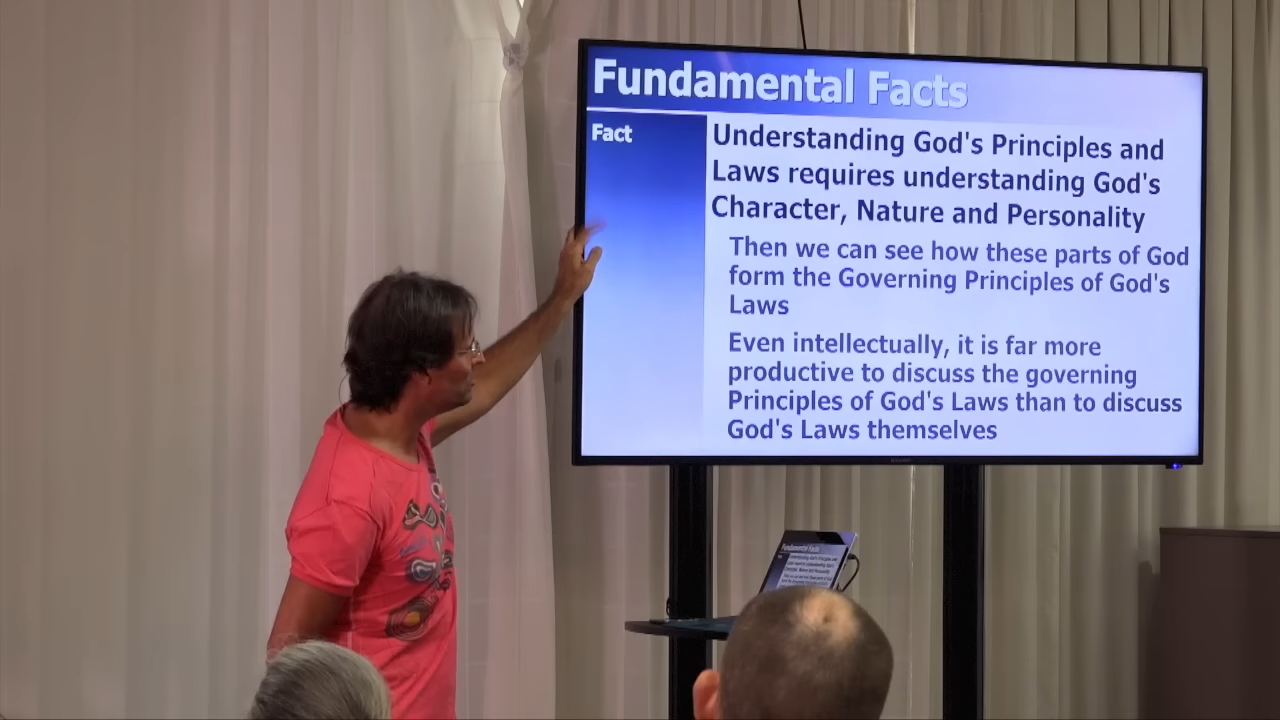 Fundamental Facts
Fact
Understanding God's Principles and
Laws requires understanding God's
Character, Nature and Personality
Then we can see how these parts of God
form the Governing Principles of God's
Laws
Even intellectually, it is far more
productive to discuss the governing
Principles of God's Laws than to discuss
God's Laws themselves
Fundamental Facts